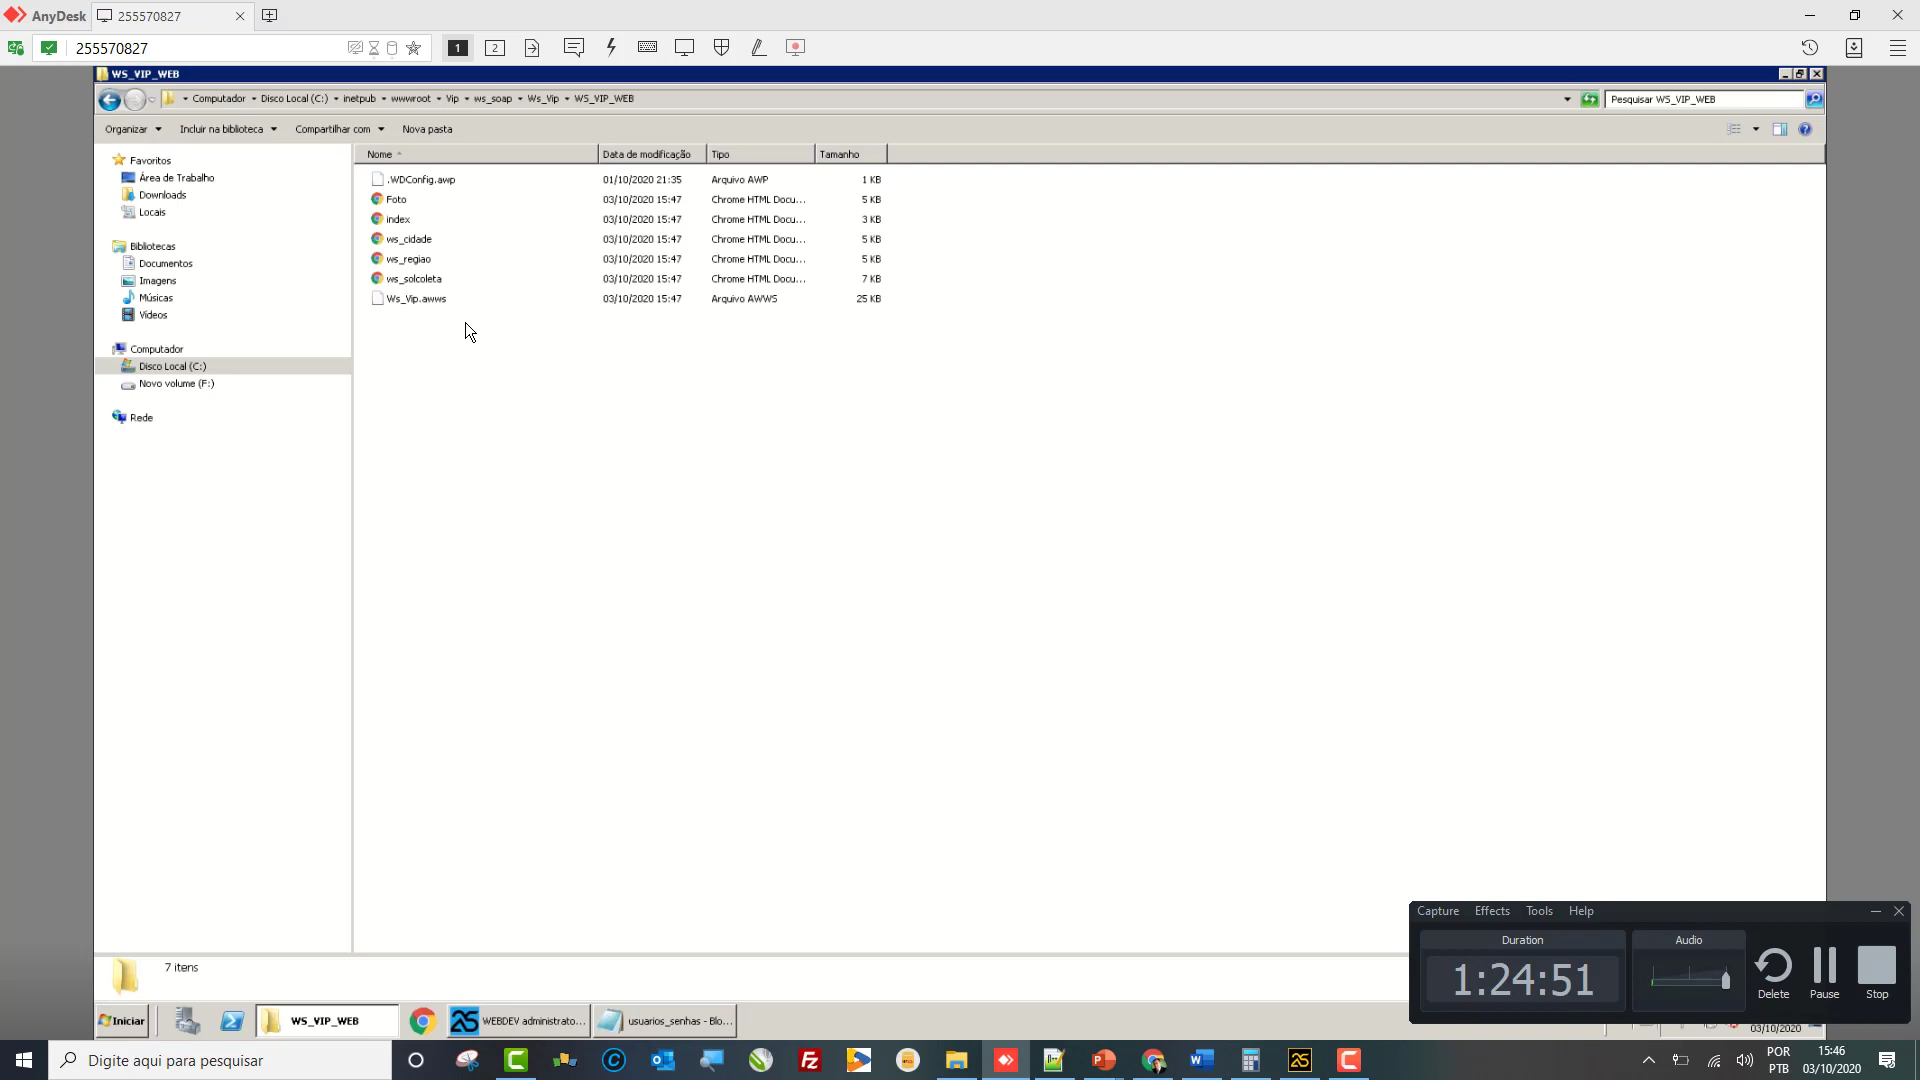 AnyDesk 255570827
255570827 1 2
WS_VIP_WEB
Computador Disco Local (C:) inetpub wwwroot Vip ws_soap Ws_Vip WS_VIP_WEB Pesquisar WS_VIP_WEB
Organizar Incluir na biblioteca Compartilhar com Nova pasta
Favoritos
Área de Trabalho
Downloads
Locais
Bibliotecas
Documentos
Imagens
Músicas
Vídeos
Computador
Disco Local (C:)
Novo volume (F:)
Rede
Nome Data de modificação Tipo Tamanho
.WDConfig.awp 01/10/2020 21:35 Arquivo AWP 1 KB
Foto 03/10/2020 15:47 Chrome HTML Docu... 5 KB
index 03/10/2020 15:47 Chrome HTML Docu... 3 KB
ws_cidade 03/10/2020 15:47 Chrome HTML Docu... 5 KB
ws_regiao 03/10/2020 15:47 Chrome HTML Docu... 5 KB
ws_solcoleta 03/10/2020 15:47 Chrome HTML Docu... 7 KB
Ws_Vip.awws 03/10/2020 15:47 Arquivo AWWS 25 KB
7 itens
Capture Effects Tools Help
Duration Audio
1:24:51
Delete Pause Stop
Iniciar WS_VIP_WEB 25 WEBDEV administrato... usuarios_senhas - Blo...
03/10/2020
Digite aqui para pesquisar
POR
PTB
15:46
03/10/2020